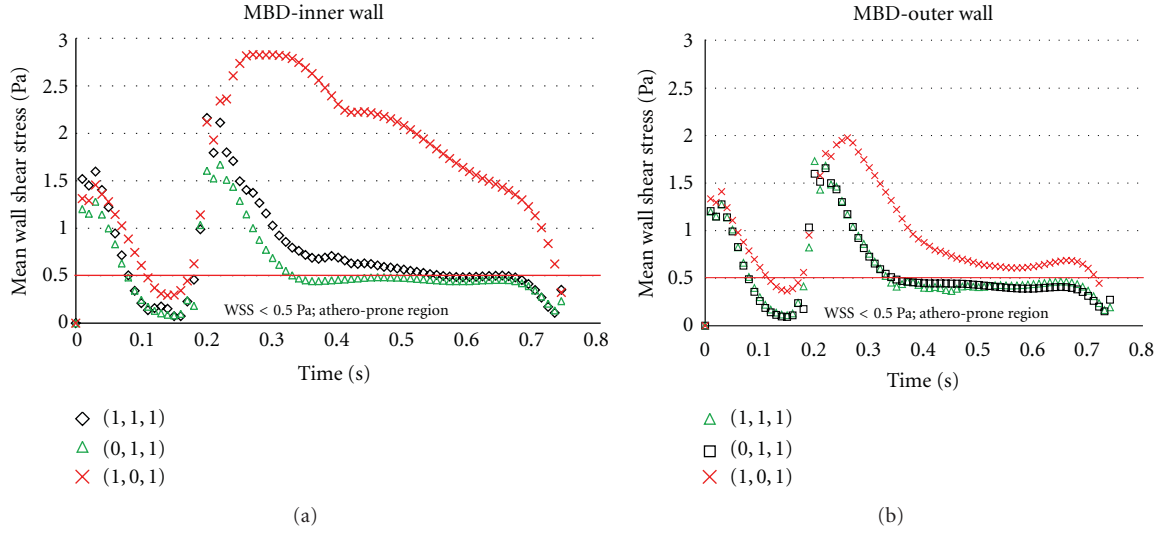 MBD-inner wall
3
2.5
2
1.5
1
0.5
0
Mean wall shear stress (Pa)
WSS < 0.5 Pa; athero-prone region
0 0.1 0.2 0.3 0.4 0.5 0.6 0.7 0.8
Time (s)
(1, 1, 1)
(0, 1, 1)
(1, 0, 1)
(a)
MBD-outer wall
3
2.5
2
1.5
1
0.5
0
Mean wall shear stress (Pa)
WSS < 0.5 Pa; athero-prone region
0 0.1 0.2 0.3 0.4 0.5 0.6 0.7 0.8
Time (s)
(1, 1, 1)
(0, 1, 1)
(1, 0, 1)
(b)